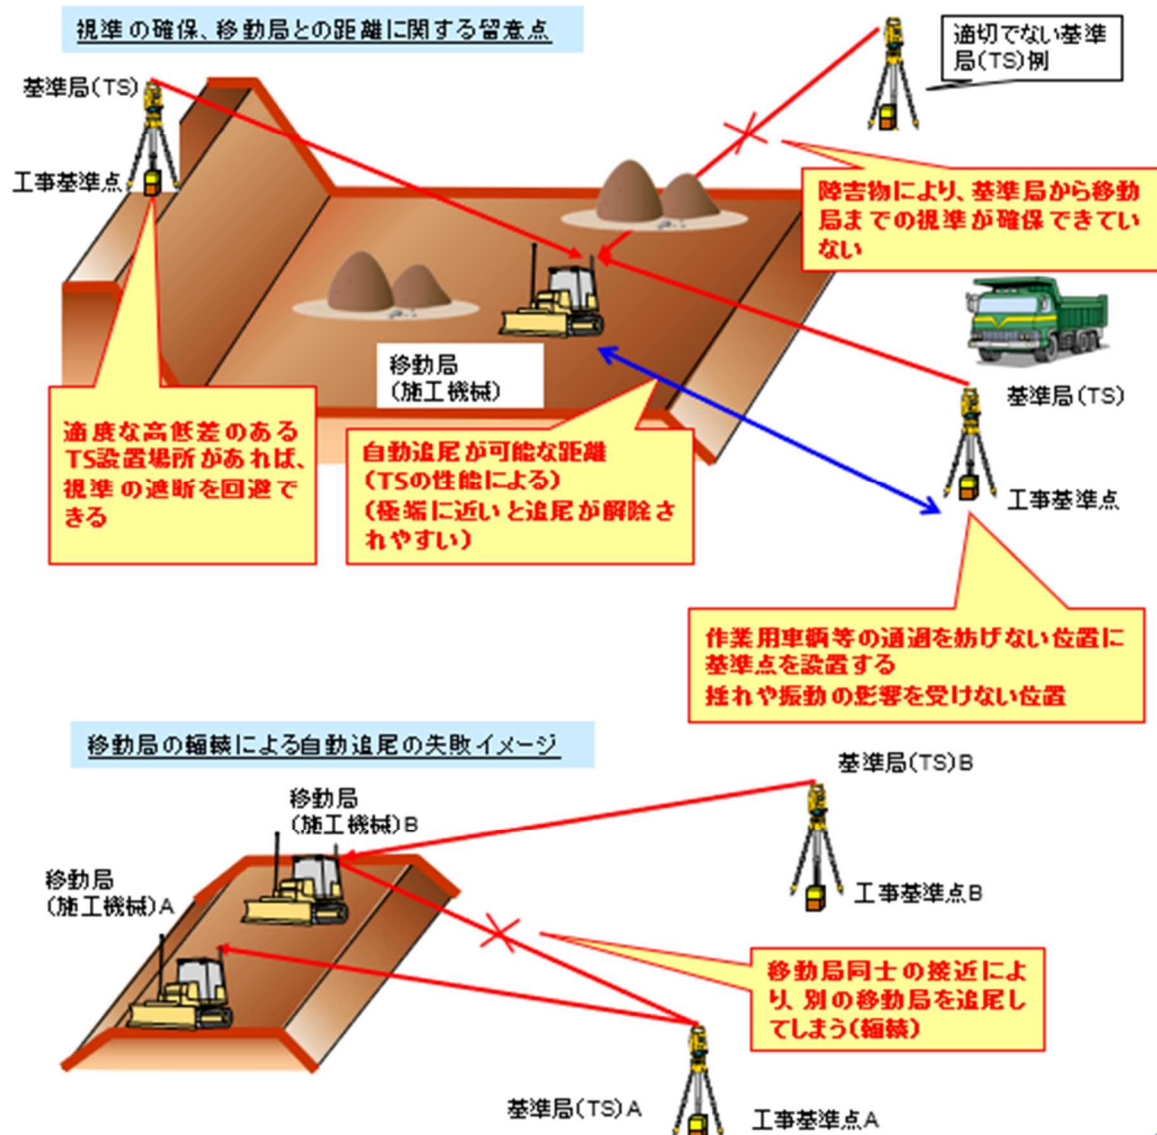 視準の確保、移動局との距離に関する留意点
適切でない基準
局(TS)例
基準局(TS)
工事基準点
障害物により、基準局から移動
局までの視準が確保できてい
ない
移動局
(施工機械)
基準局(TS)
工事基準点
適度な高低差のある
TS設置場所があれば、
視準の遮断を回避で
きる
自動追尾が可能な距離
(TSの性能による)
(極端に近いと追尾が解除さ
れやすい)
作業用車輌等の通過を妨げない位置に
基準点を設置する
揺れや振動の影響を受けない位置
移動局の輻輳による自動追尾の失敗イメージ
基準局(TS)B
工事基準点B
移動局
(施工機械)B
移動局
(施工機械)A
移動局同士の接近によ
り、別の移動局を追尾し
てしまう(輻輳)
基準局(TS)A
工事基準点A